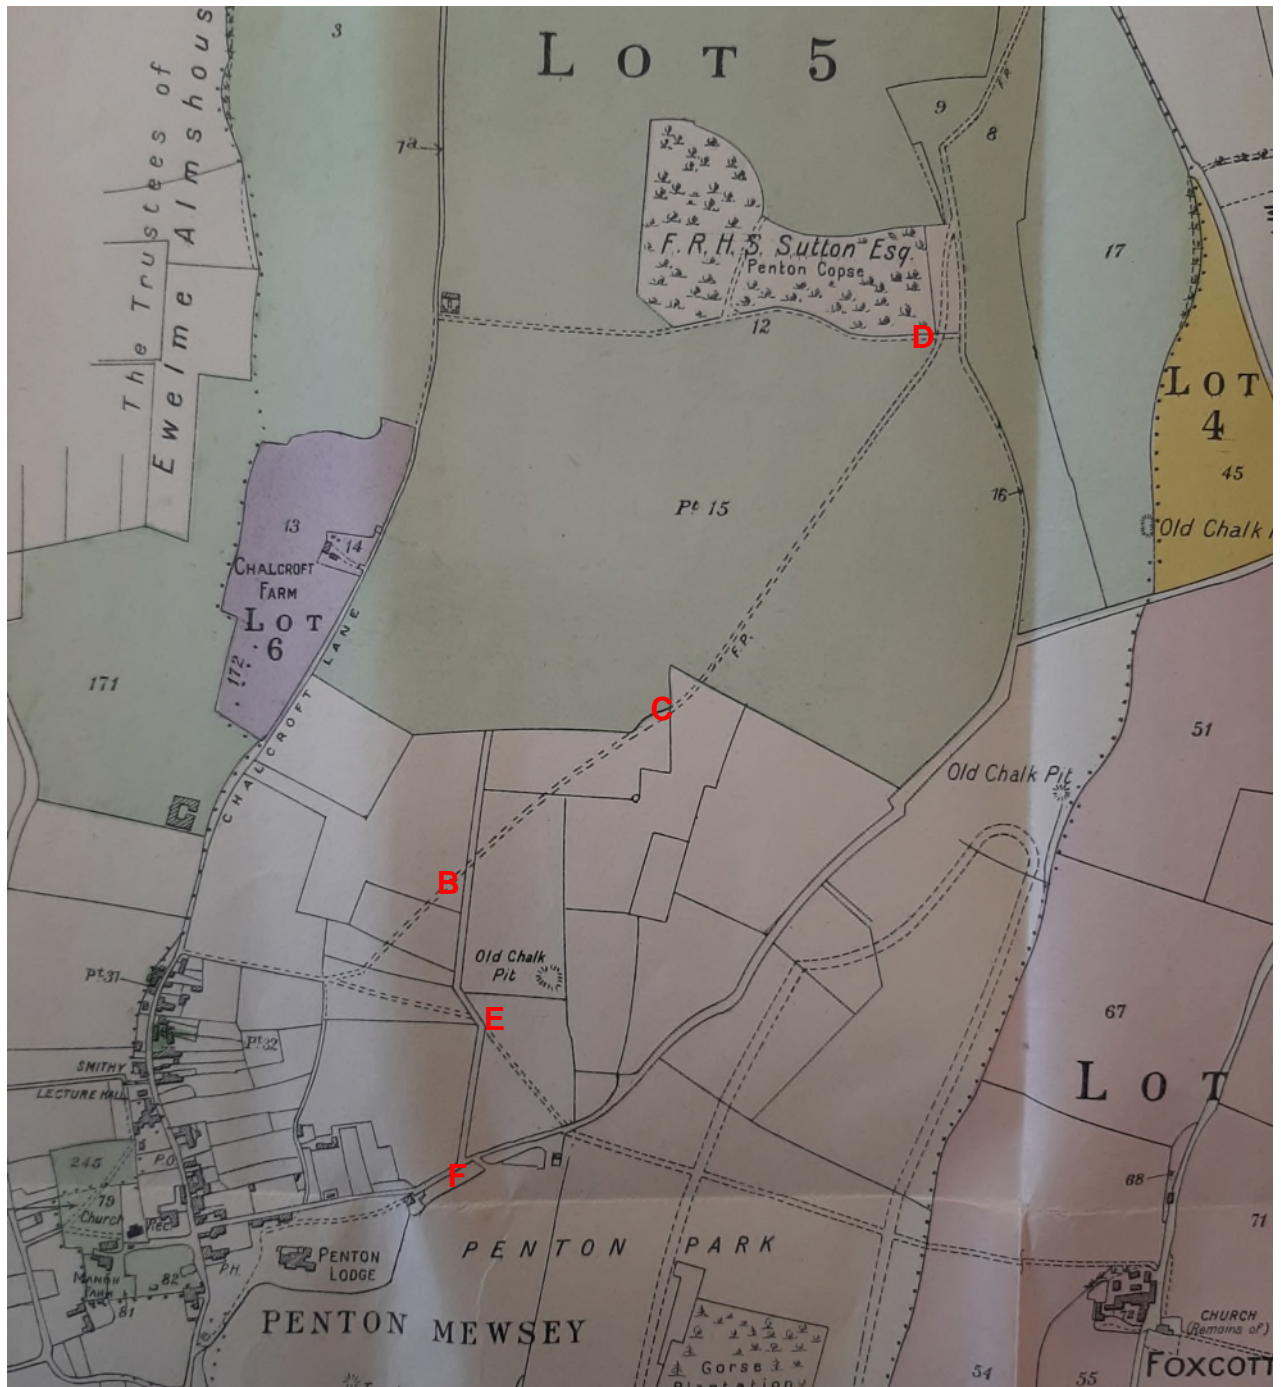 3
LOT 5
The Trustees of
Ewelme Almshous
7a
9
8
F.P.
F.R.H.S. Sutton Esq.
Penton Copse
12
D
17
LOT
4
45
Old Chalk
13
14
CHALCROFT
FARM
LOT
6
172
CHALCROFT LANE
171
Pt 15
16
F.P.
C
51
Old Chalk Pit
B
Old Chalk
Pit
E
Pt 31
Pt 32
SMITHY
LECTURE HALL
P.O.
245
79
Church
Rec.
P.H.
82
81
F
PENTON
LODGE
PENTON PARK
PENTON MEWSEY
Gorse
Plantation
67
LOT
68
71
72
CHURCH
(Remains of)
FOXCOTT
54
55